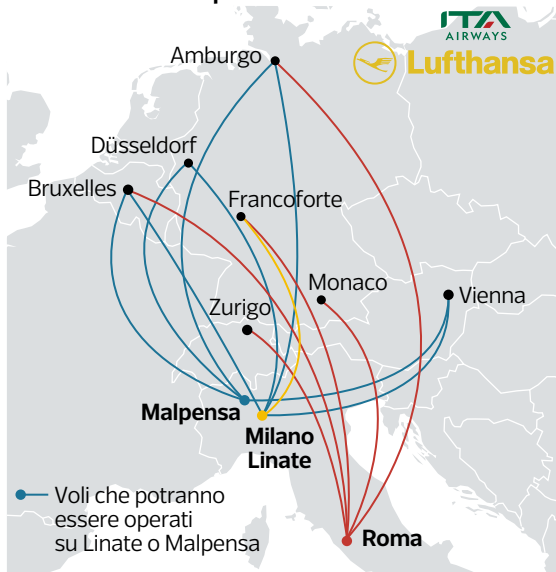 ITA
AIRWAYS
Lufthansa
Amburgo
Düsseldorf
Bruxelles
Francoforte
Monaco
Vienna
Zurigo
Malpensa
Milano
Linate
Roma
Voli che potranno
essere operati
su Linate o Malpensa